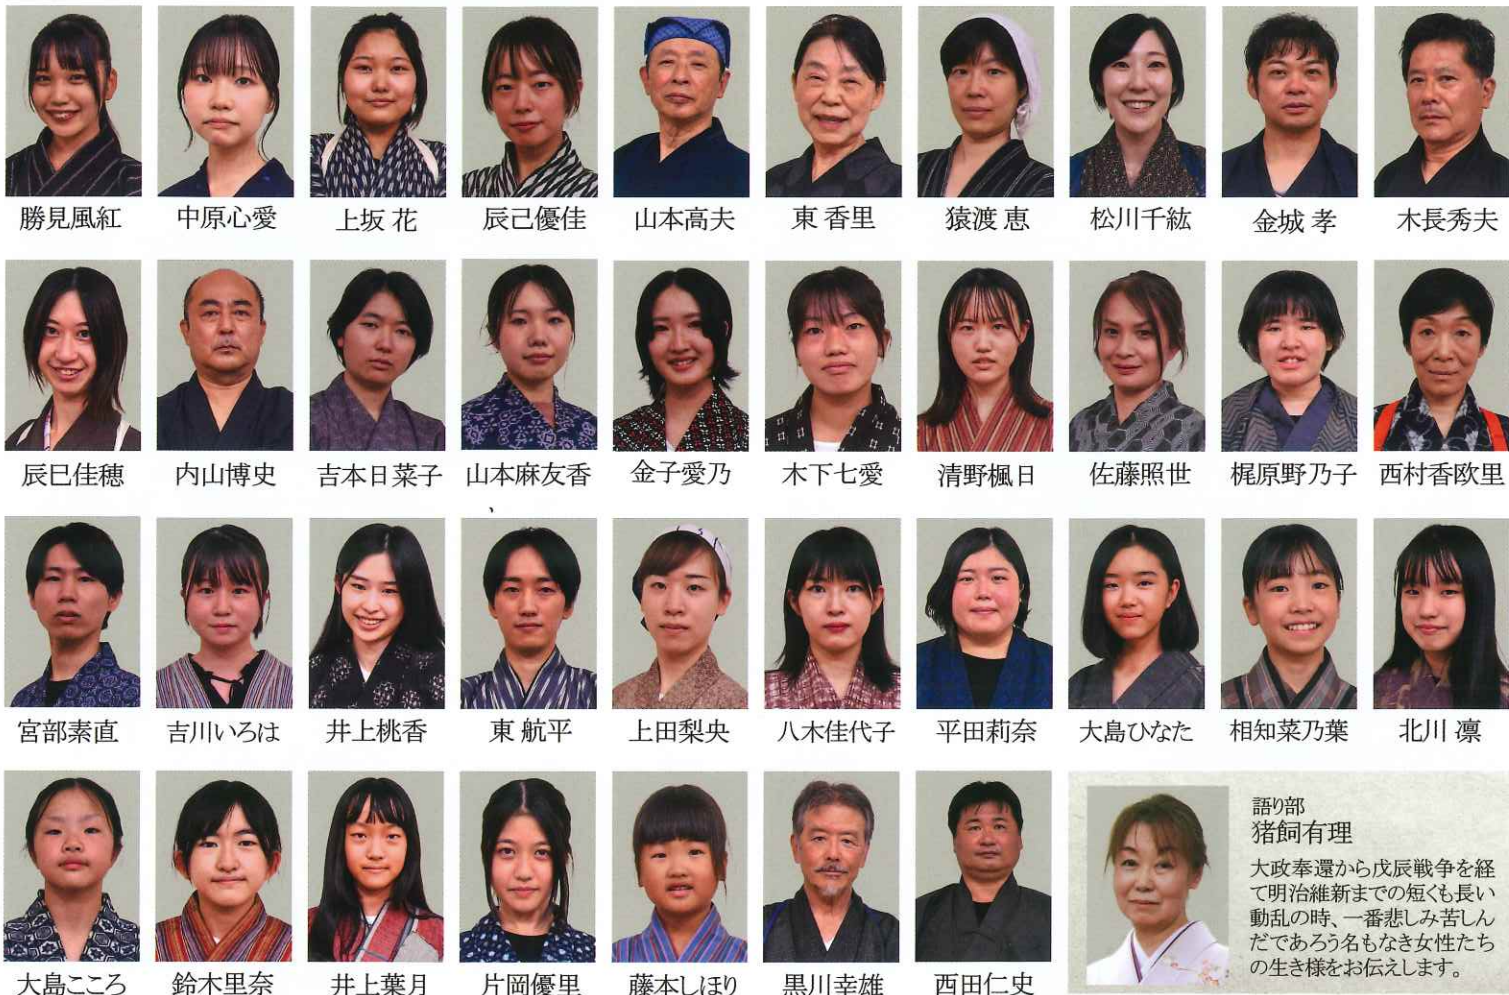 勝見風紅 中原心愛 上坂 花 辰己優佳 山本高夫 東 香里 猿渡 恵 松川千紘 金城 孝 木長秀夫
辰巳佳穂 内山博史 吉本日菜子 山本麻友香 金子愛乃 木下七愛 清野楓日 佐藤照世 梶原野乃子 西村香欧里
宮部素直 吉川いろは 井上桃香 東 航平 上田梨央 八木佳代子 平田莉奈 大島ひなた 相知菜乃葉 北川 凛
大島こころ 鈴木里奈 井上葉月 片岡優里 藤本しほり 黒川幸雄 西田仁史
語り部
猪飼有理
大政奉還から戊辰戦争を経
て明治維新までの短くも長い
動乱の時、一番悲しみ苦しん
だであろう名もなき女性たち
の生き様をお伝えします。